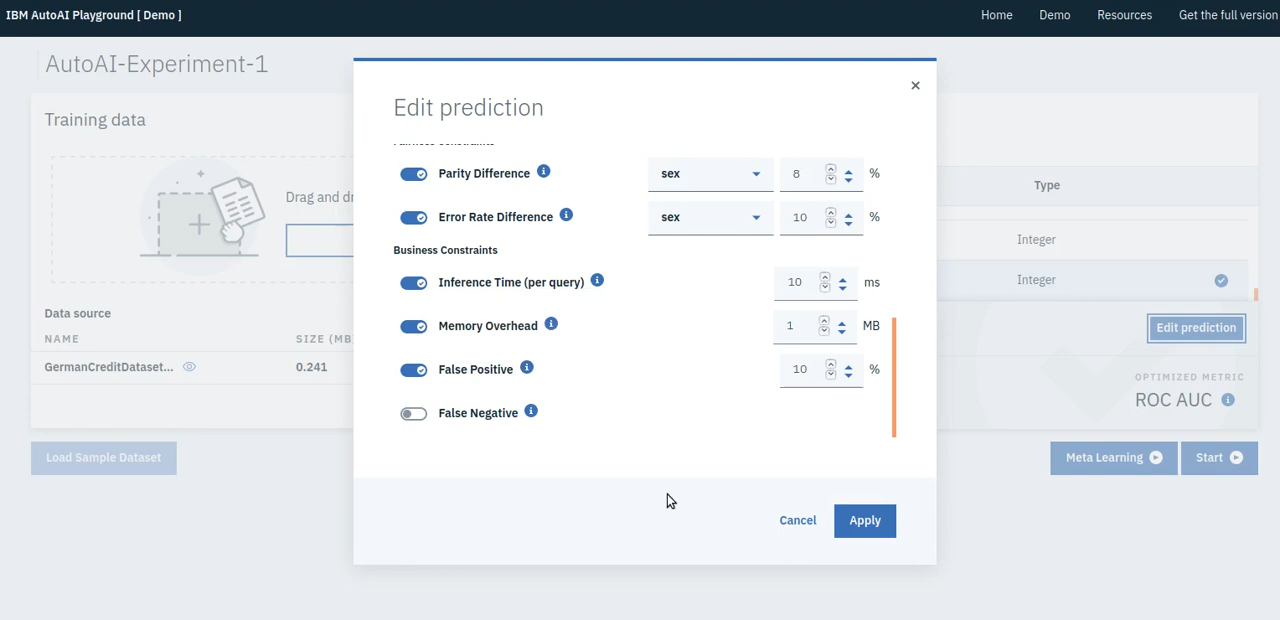 IBM AutoAI Playground [ Demo ]
Home Demo Resources Get the full version
AutoAI-Experiment-1
Training data
Drag and dr
Data source
NAME SIZE (MB
GermanCreditDataset... 0.241
Load Sample Dataset
Edit prediction
Fairness Constraints
Parity Difference sex 8 %
Error Rate Difference sex 10 %
Business Constraints
Inference Time (per query) 10 ms
Memory Overhead 1 MB
False Positive 10 %
False Negative
Cancel Apply
Type
Integer
Integer
Edit prediction
OPTIMIZED METRIC
ROC AUC
Meta Learning Start